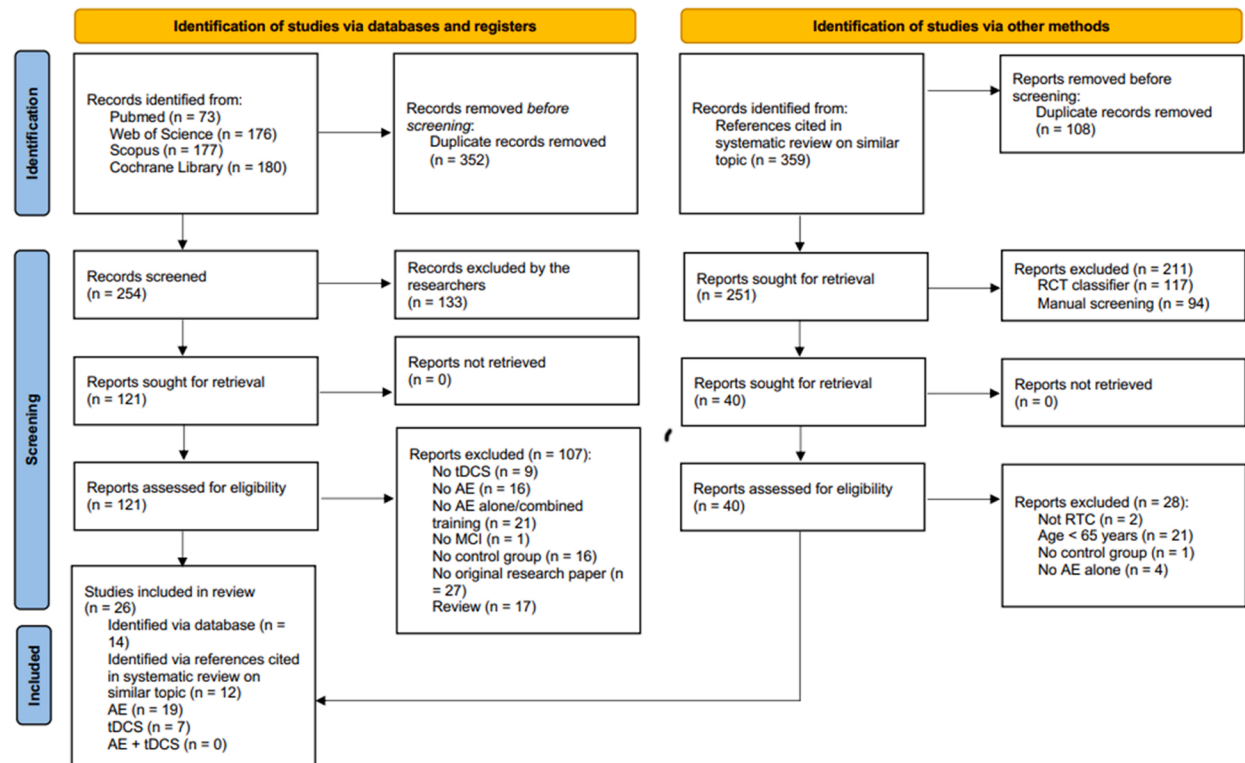 Identification of studies via databases and registers
Identification of studies via other methods
Identification
Records identified from:
Pubmed (n = 73)
Web of Science (n = 176)
Scopus (n = 177)
Cochrane Library (n = 180)
Records removed before
screening:
Duplicate records removed
(n = 352)
Records identified from:
References cited in
systematic review on similar
topic (n = 359)
Reports removed before
screening:
Duplicate records removed
(n = 108)
Screening
Records screened
(n = 254)
Records excluded by the
researchers
(n = 133)
Reports sought for retrieval
(n = 251)
Reports excluded (n = 211)
RCT classifier (n = 117)
Manual screening (n = 94)
Reports sought for retrieval
(n = 121)
Reports not retrieved
(n = 0)
Reports sought for retrieval
(n = 40)
Reports not retrieved
(n = 0)
Reports assessed for eligibility
(n = 121)
Reports excluded (n = 107):
No tDCS (n = 9)
No AE (n = 16)
No AE alone/combined
training (n = 21)
No MCI (n = 1)
No control group (n = 16)
No original research paper (n
= 27)
Review (n = 17)
Reports assessed for eligibility
(n = 40)
Reports excluded (n = 28):
Not RTC (n = 2)
Age < 65 years (n = 21)
No control group (n = 1)
No AE alone (n = 4)
Included
Studies included in review
(n = 26)
Identified via database (n =
14)
Identified via references cited
in systematic review on
similar topic (n = 12)
AE (n = 19)
tDCS (n = 7)
AE + tDCS (n = 0)